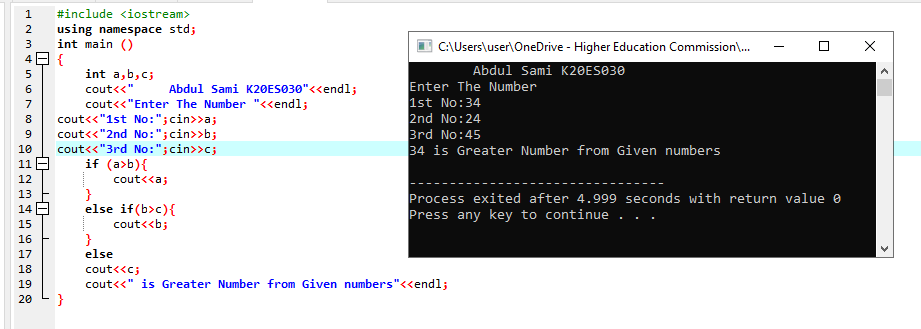 1 #include <iostream>
2 using namespace std;
3 int main ()
4 {
5 int a,b,c;
6 cout<<"     Abdul Sami K20ES030"<<endl;
7 cout<<"Enter The Number "<<endl;
8 cout<<"1st No:";cin>>a;
9 cout<<"2nd No:";cin>>b;
10 cout<<"3rd No:";cin>>c;
11 if (a>b){
12 cout<<a;
13 }
14 else if(b>c){
15 cout<<b;
16 }
17 else
18 cout<<c;
19 cout<<" is Greater Number from Given numbers"<<endl;
20 }
C:\Users\user\OneDrive - Higher Education Commission\...
Abdul Sami K20ES030
Enter The Number
1st No:34
2nd No:24
3rd No:45
34 is Greater Number from Given numbers
--------------------------------
Process exited after 4.999 seconds with return value 0
Press any key to continue . . .